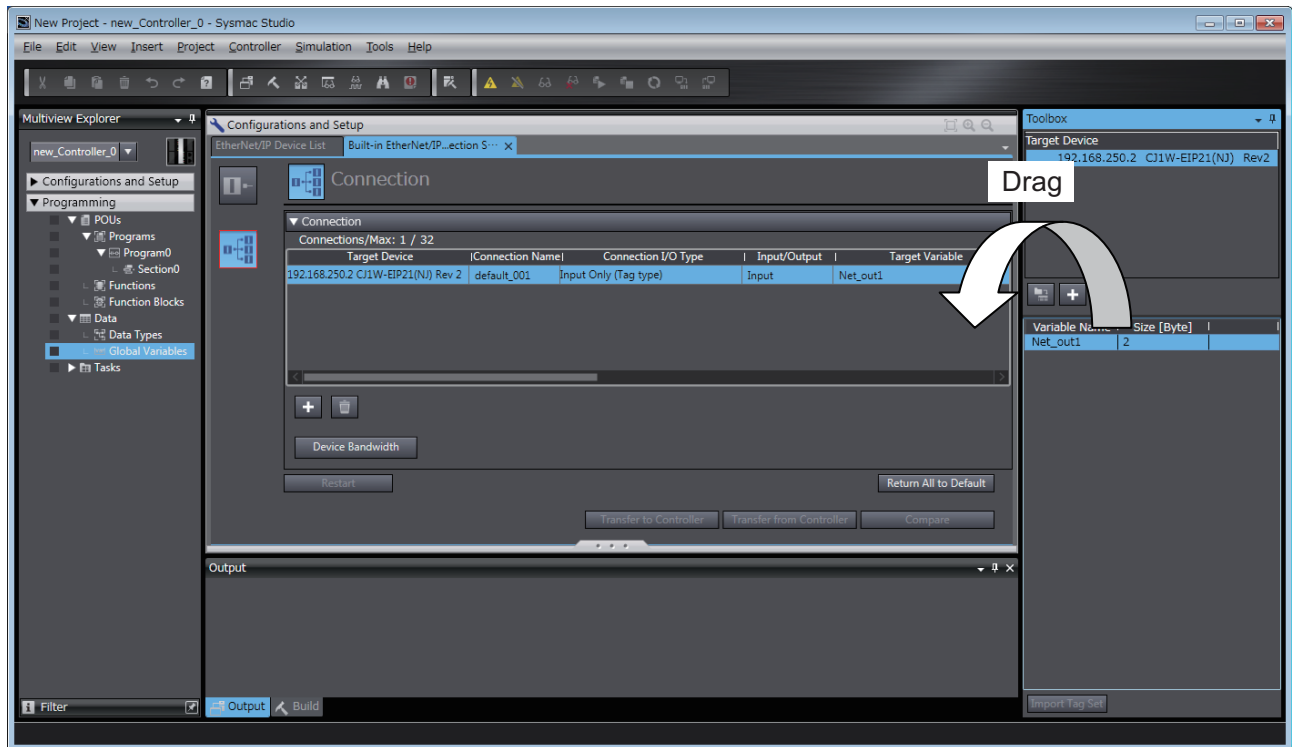 New Project - new_Controller_0 - Sysmac Studio
File Edit View Insert Project Controller Simulation Tools Help
Multiview Explorer
new_Controller_0
Configurations and Setup
Programming
POUs
Programs
Program0
Section0
Functions
Function Blocks
Data
Data Types
Global Variables
Tasks
Filter
Configurations and Setup
EtherNet/IP Device List
Built-in EtherNet/IP...ection S...
Connection
Connection
Connections/Max: 1 / 32
Target Device Connection Name Connection I/O Type Input/Output Target Variable
192.168.250.2 CJ1W-EIP21(NJ) Rev 2 default_001 Input Only (Tag type) Input Net_out1
Device Bandwidth
Restart
Return All to Default
Transfer to Controller Transfer from Controller Compare
Output
Output Build
Toolbox
Target Device
192.168.250.2 CJ1W-EIP21(NJ) Rev2
Drag
Variable Name Size [Byte]
Net_out1 2
Import Tag Set